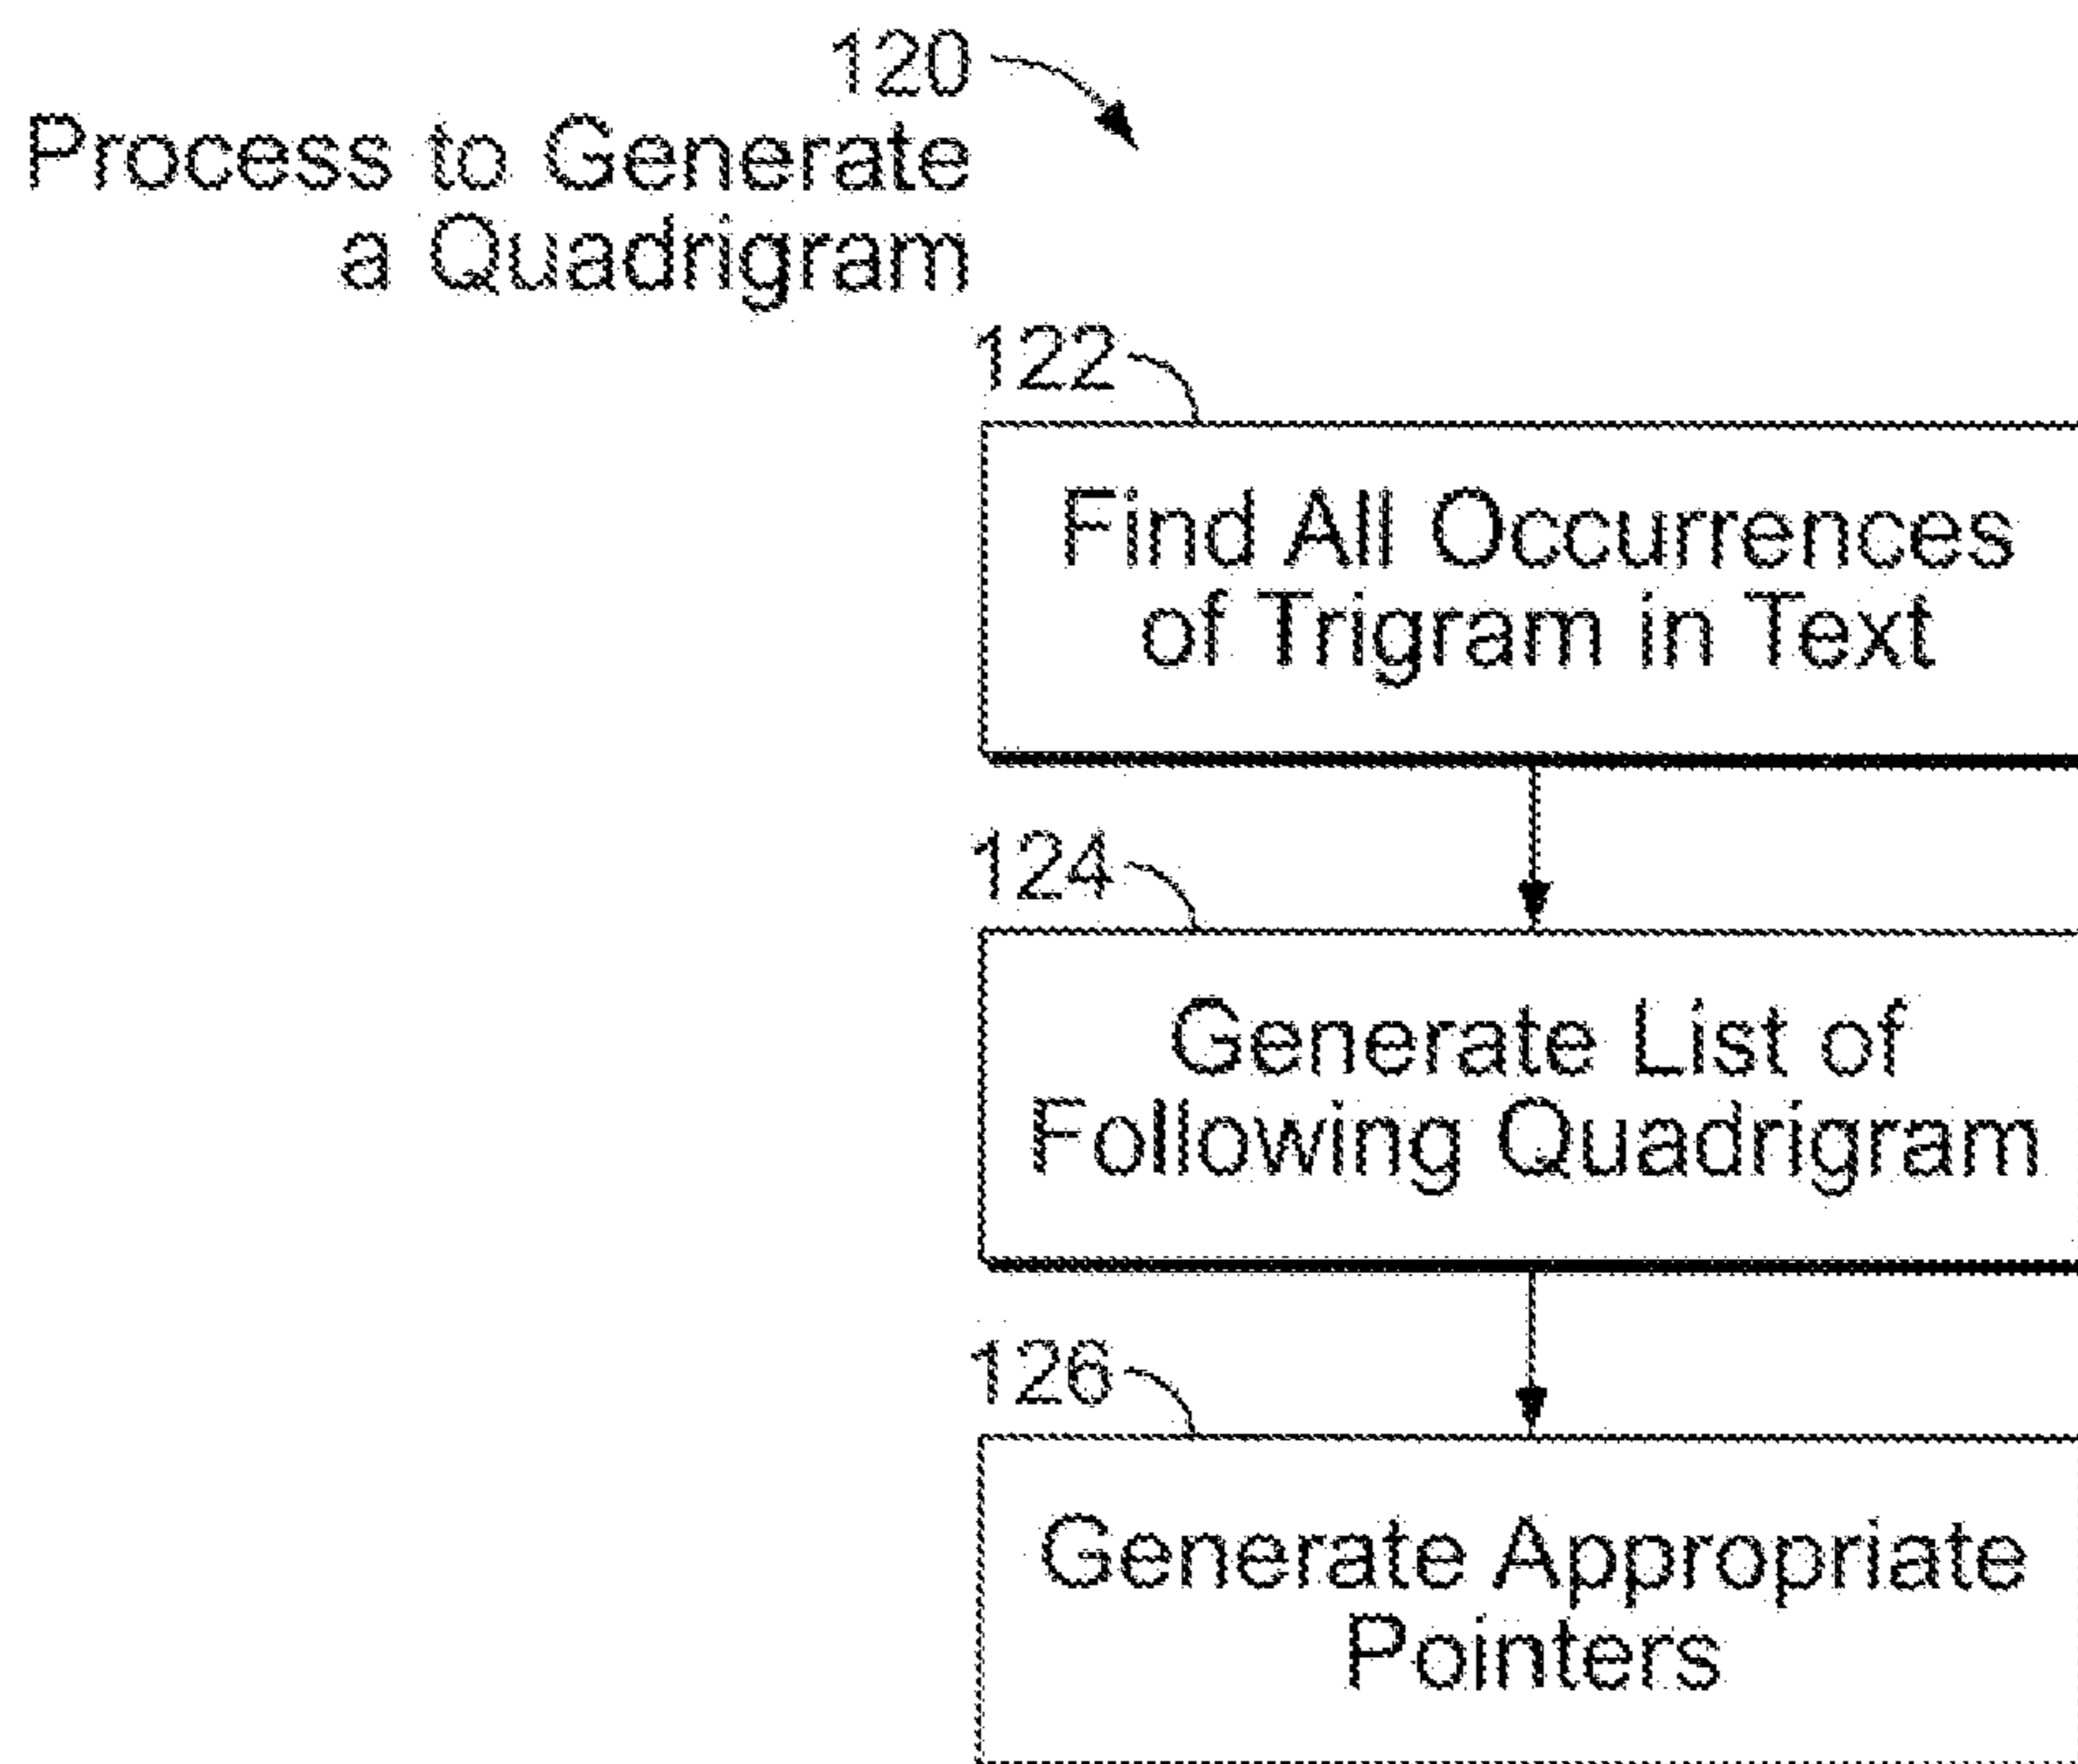 120
Process to Generate
a Quadrigram
122
Find All Occurrences
of Trigram in Text
124
Generate List of
Following Quadrigram
126
Generate Appropriate
Pointers